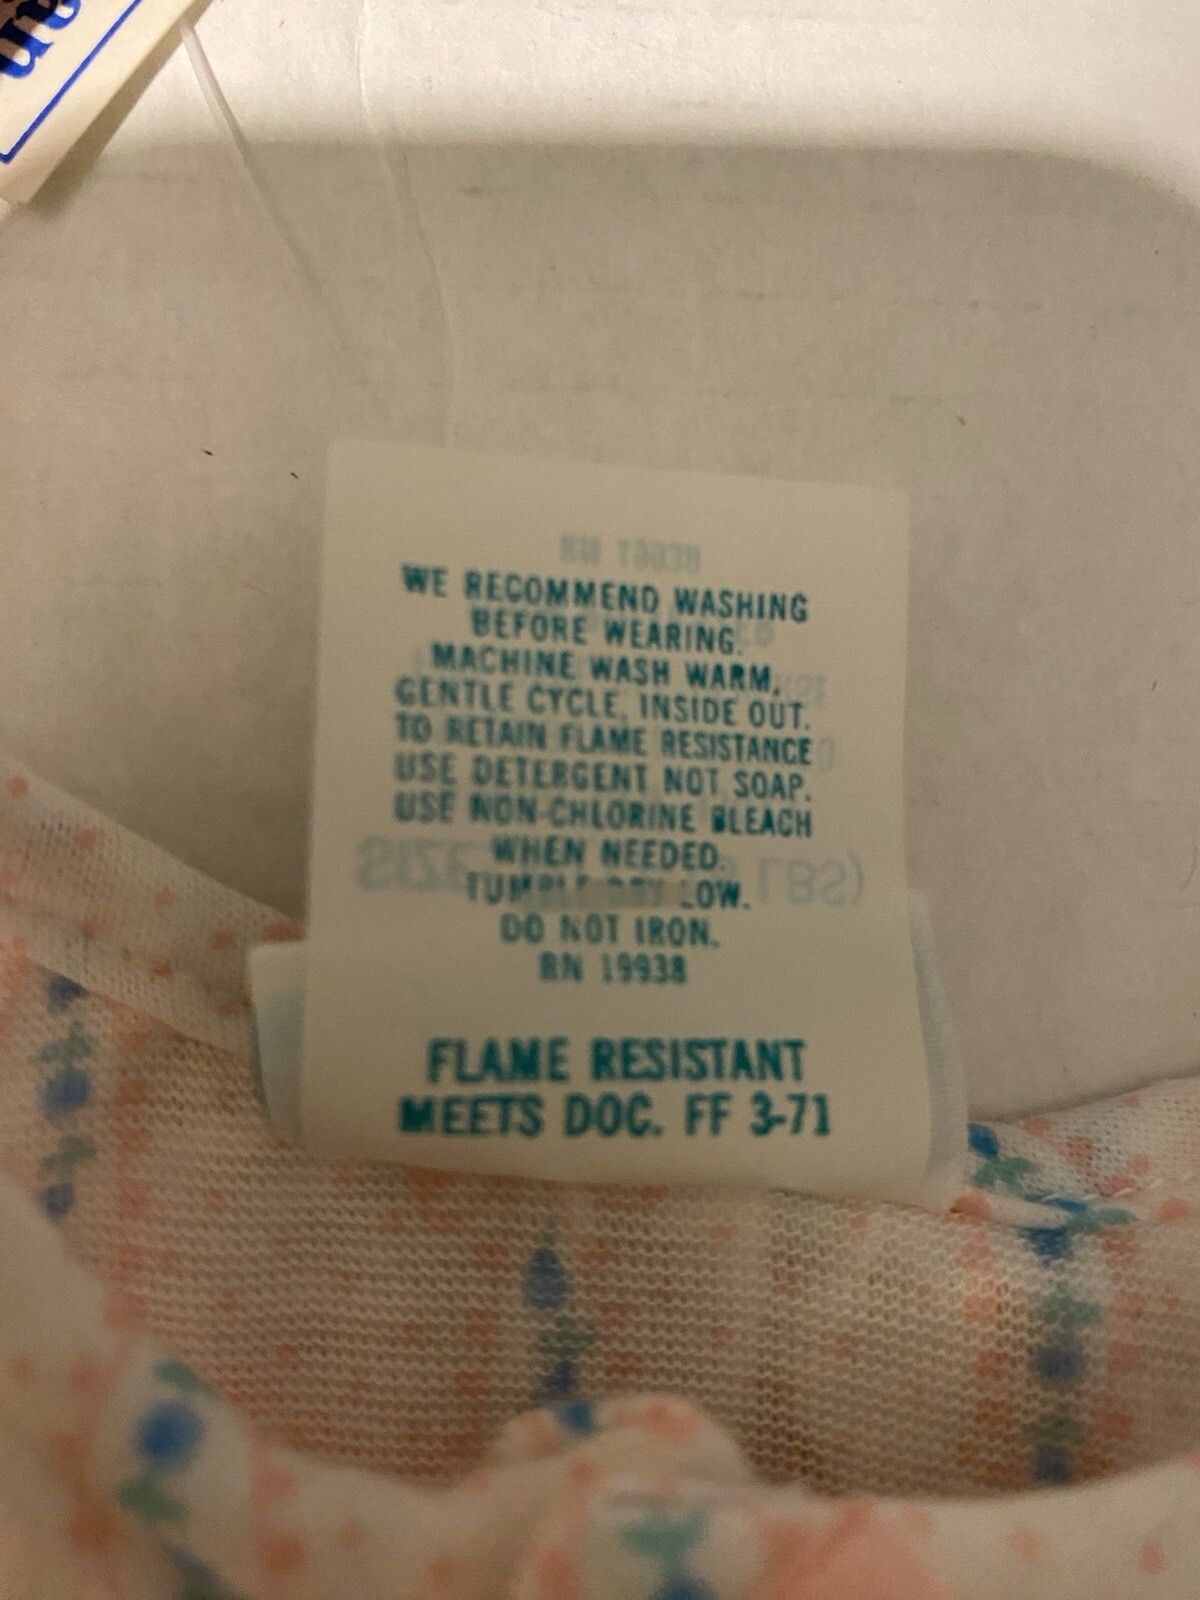 WE RECOMMEND WASHING
BEFORE WEARING.
MACHINE WASH WARM,
GENTLE CYCLE, INSIDE OUT.
TO RETAIN FLAME RESISTANCE
USE DETERGENT NOT SOAP.
USE NON-CHLORINE BLEACH
WHEN NEEDED.
TUMBLE DRY LOW.
DO NOT IRON.
RN 19938
FLAME RESISTANT
MEETS DOC. FF 3-71